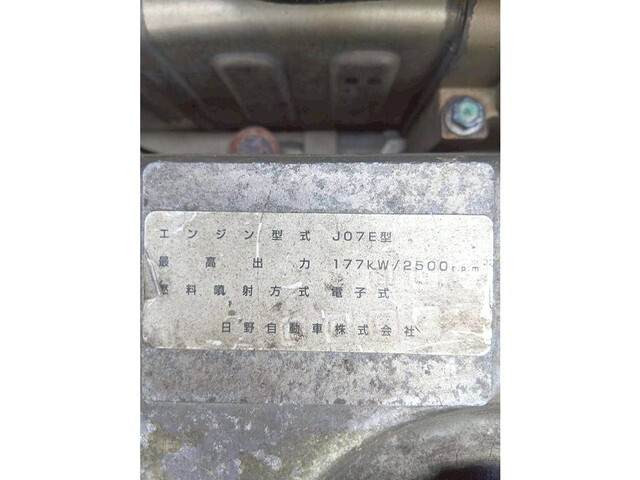 エンジン型式 J07E型
最高出力 177kW/2500r.p.m
燃料噴射方式 電子式
日野自動車株式会社